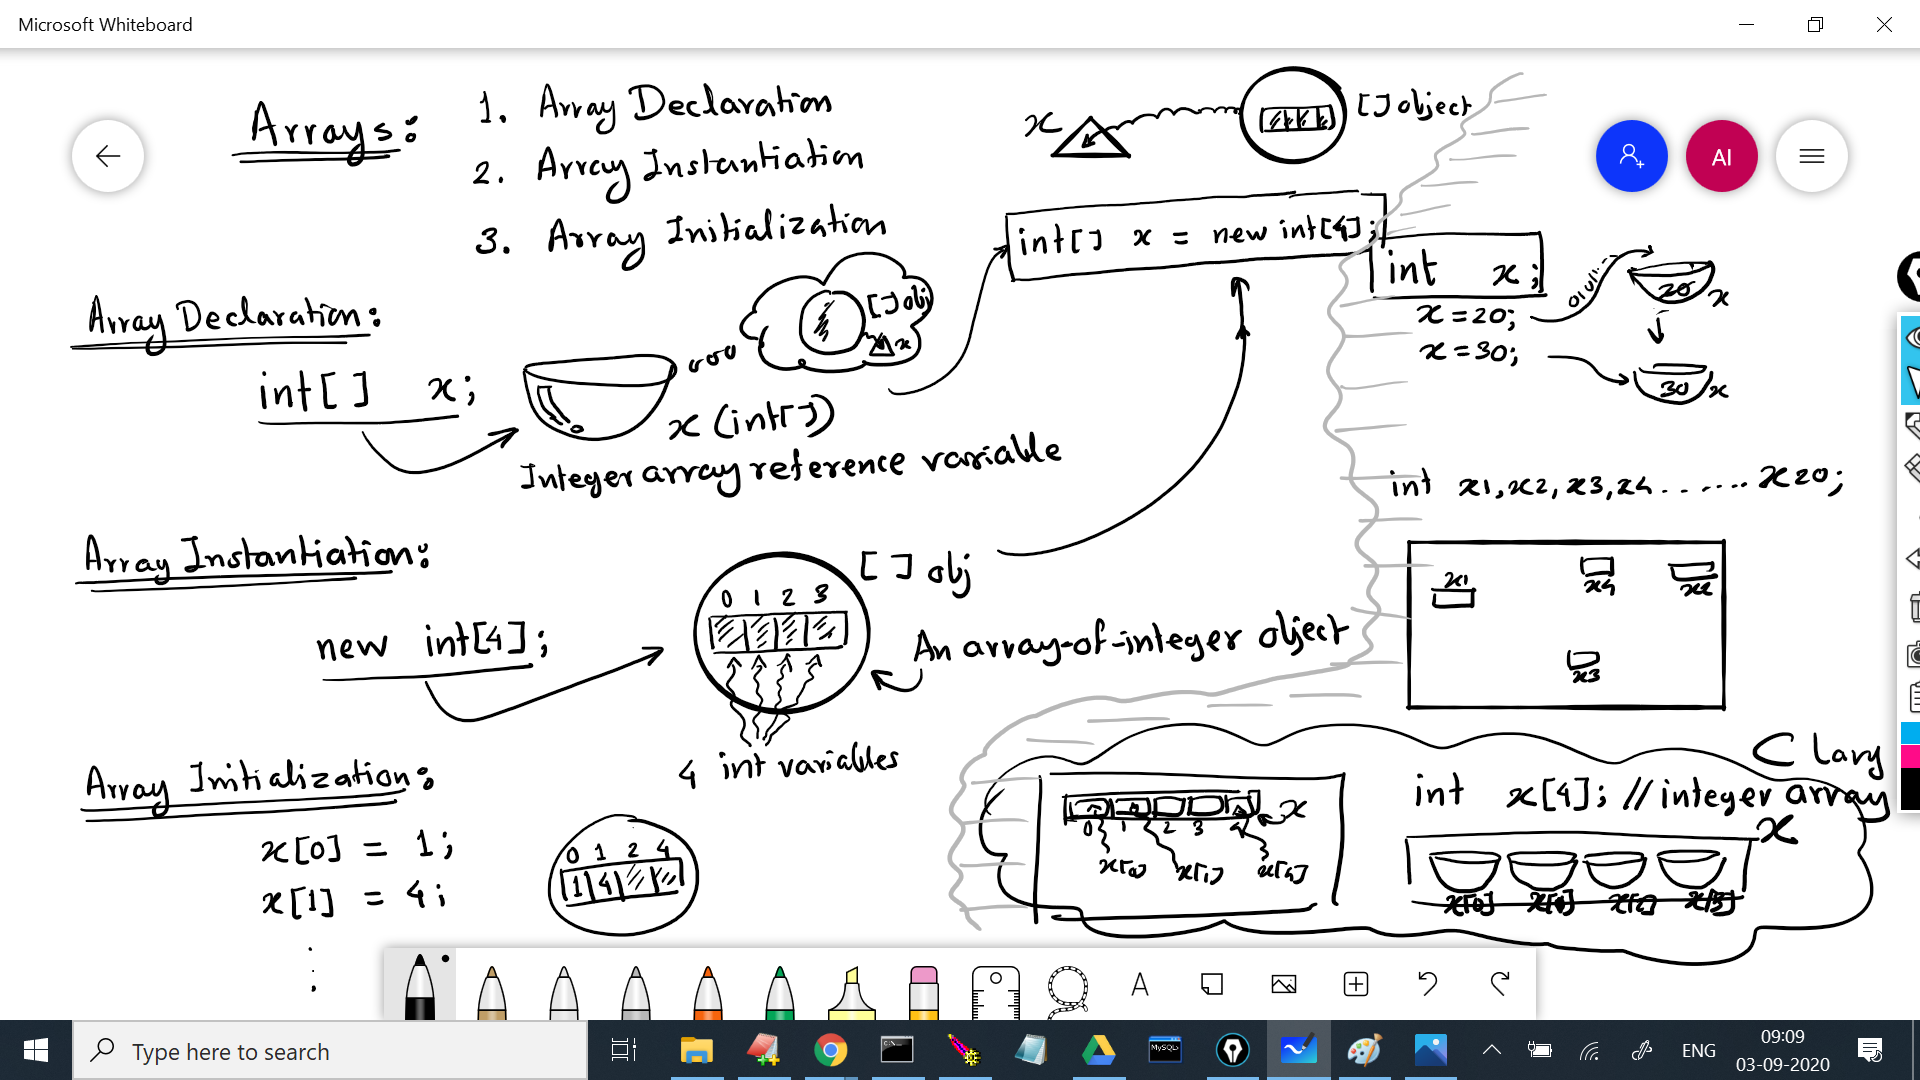 Microsoft Whiteboard
Arrays:
1. Array Declaration
2. Array Instantiation
3. Array Initialization
x
[ ] object
int[] x = new int[4];
Array Declaration:
int[ ] x;
[ ] obj
x
x (int[])
Integer array reference variable
int x;
x = 20;
x = 30;
20 x
30 x
int x1, x2, x3, x4 ........ x20;
x1
x4
x2
x3
Array Instantiation:
new int[4];
0 1 2 3
[ ] obj
An array-of-integer object
4 int variables
Array Initialization:
x[0] = 1;
x[1] = 4;
0 1 2 4
1 4
x
0 1 2 3 4
x[0] x[1] x[4]
C lang
int x[4]; // integer array
x
x[0] x[1] x[2] x[3]
AI
A
Type here to search
MySQL
ENG
09:09
03-09-2020